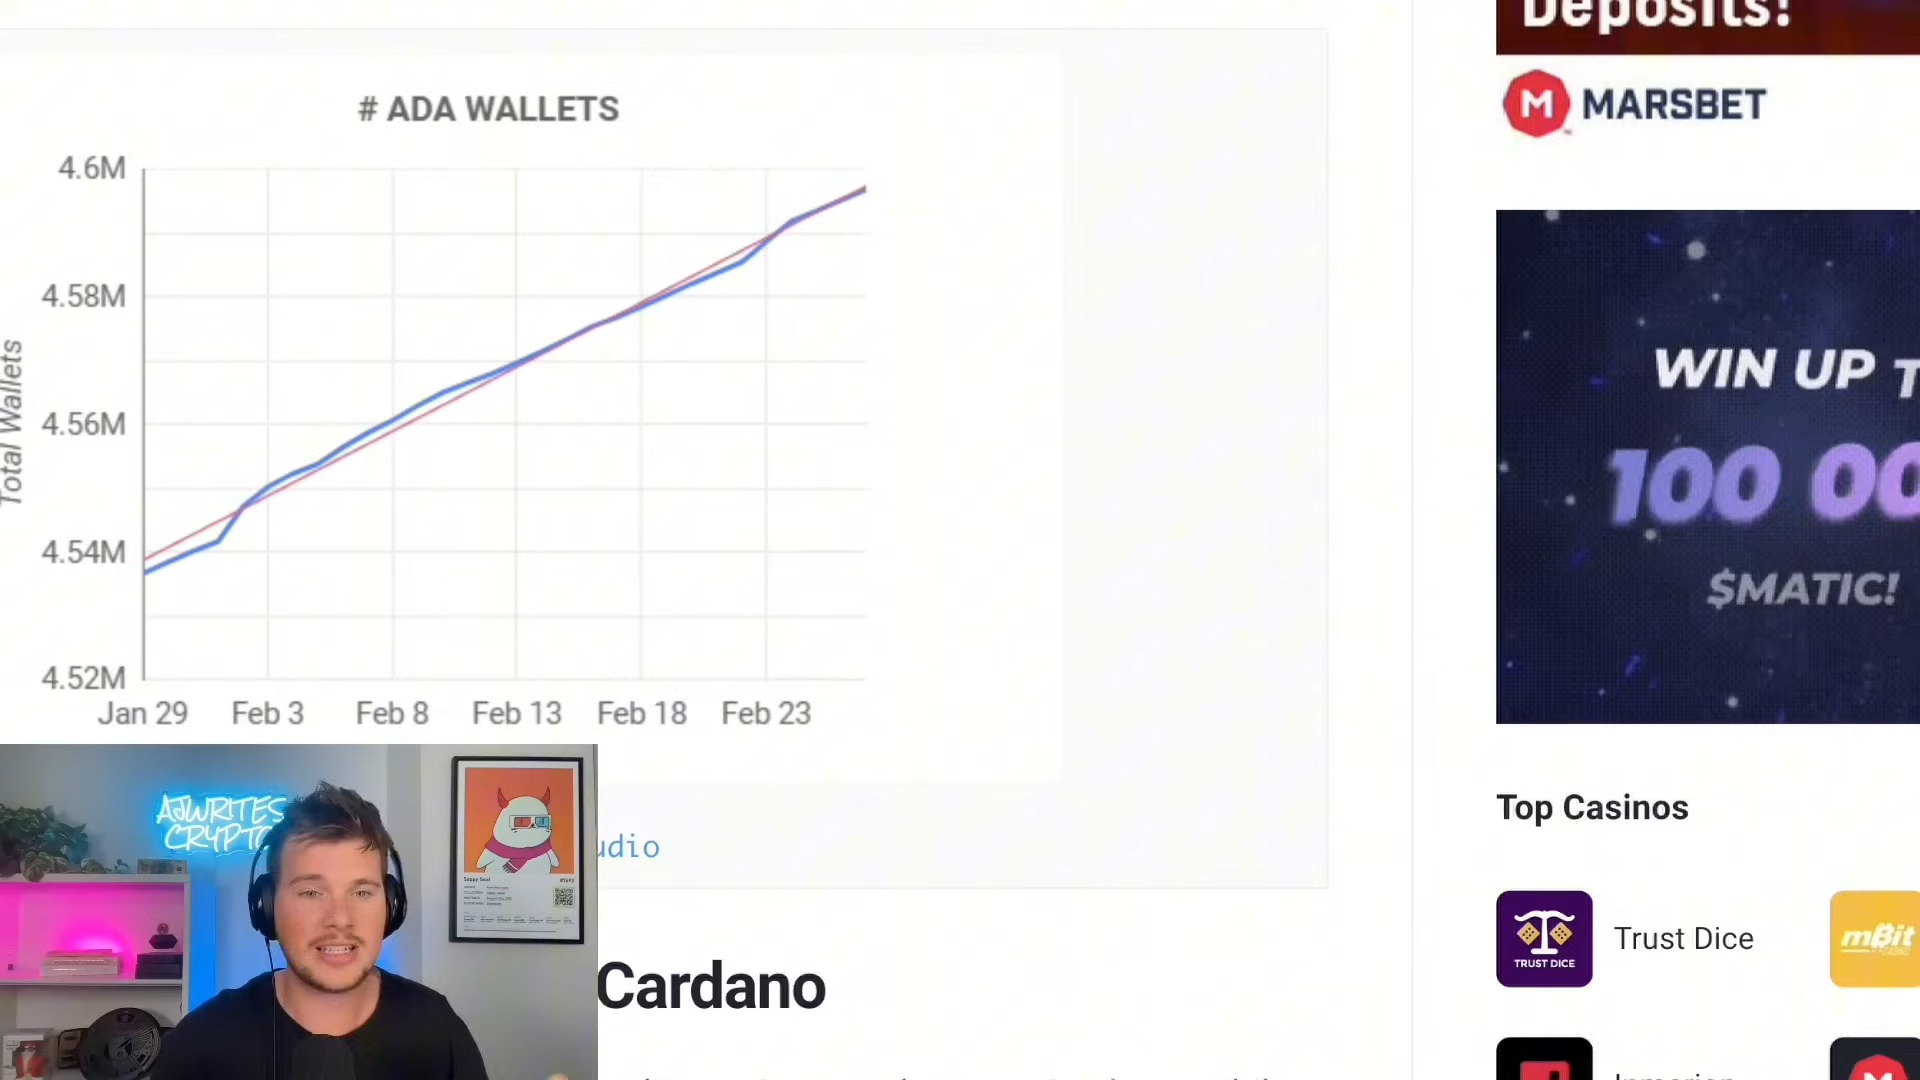 Deposits!
MARSBET
# ADA WALLETS
4.6M
4.58M
4.56M
4.54M
4.52M
Total Wallets
Jan 29 Feb 3 Feb 8 Feb 13 Feb 18 Feb 23
WIN UP T
100 00
$MATIC!
Top Casinos
TRUST DICE
Trust Dice
mBit
AJWRITES
CRYPTO
Sappy Seal
udio
Cardano